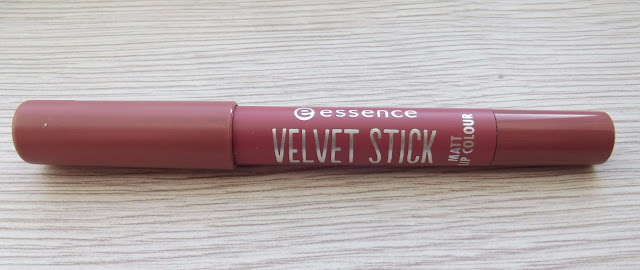 essence
VELVET STICK
MATT
LIP COLOUR